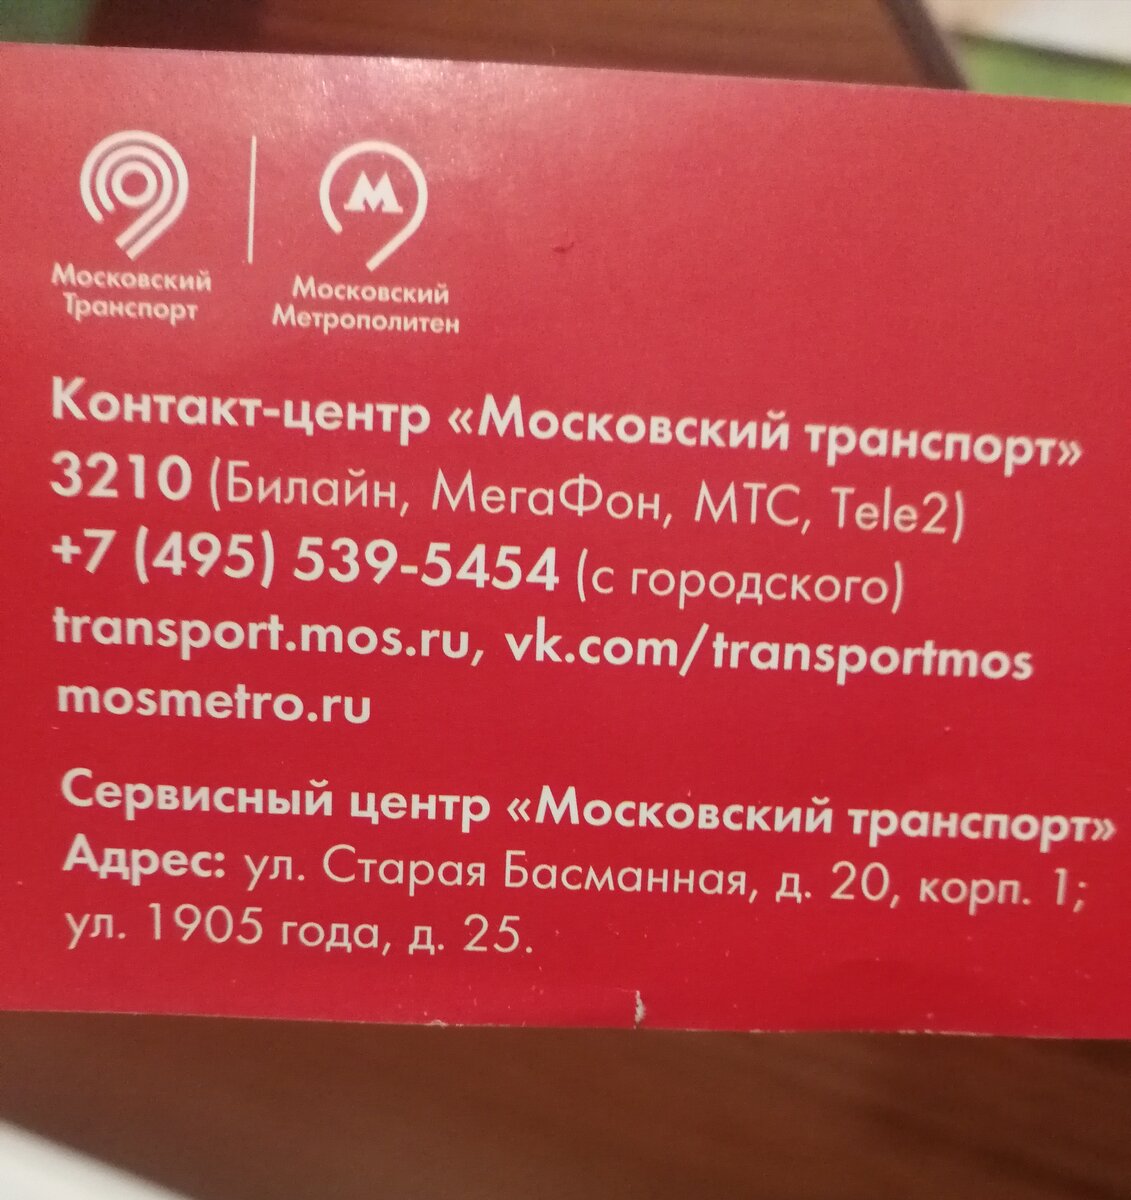 Московский
Транспорт
М
Московский
Метрополитен
Контакт-центр «Московский транспорт»
3210 (Билайн, МегаФон, МТС, Tele2)
+7 (495) 539-5454 (с городского)
transport.mos.ru, vk.com/transportmos
mosmetro.ru
Сервисный центр «Московский транспорт»
Адрес: ул. Старая Басманная, д. 20, корп. 1;
ул. 1905 года, д. 25.